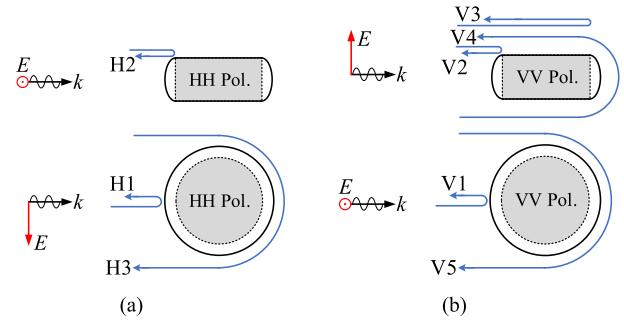 E
k
H2
HH Pol.
k
E
H1
HH Pol.
H3
(a)
E
V3
V4
V2
VV Pol.
k
E
k
V1
VV Pol.
V5
(b)